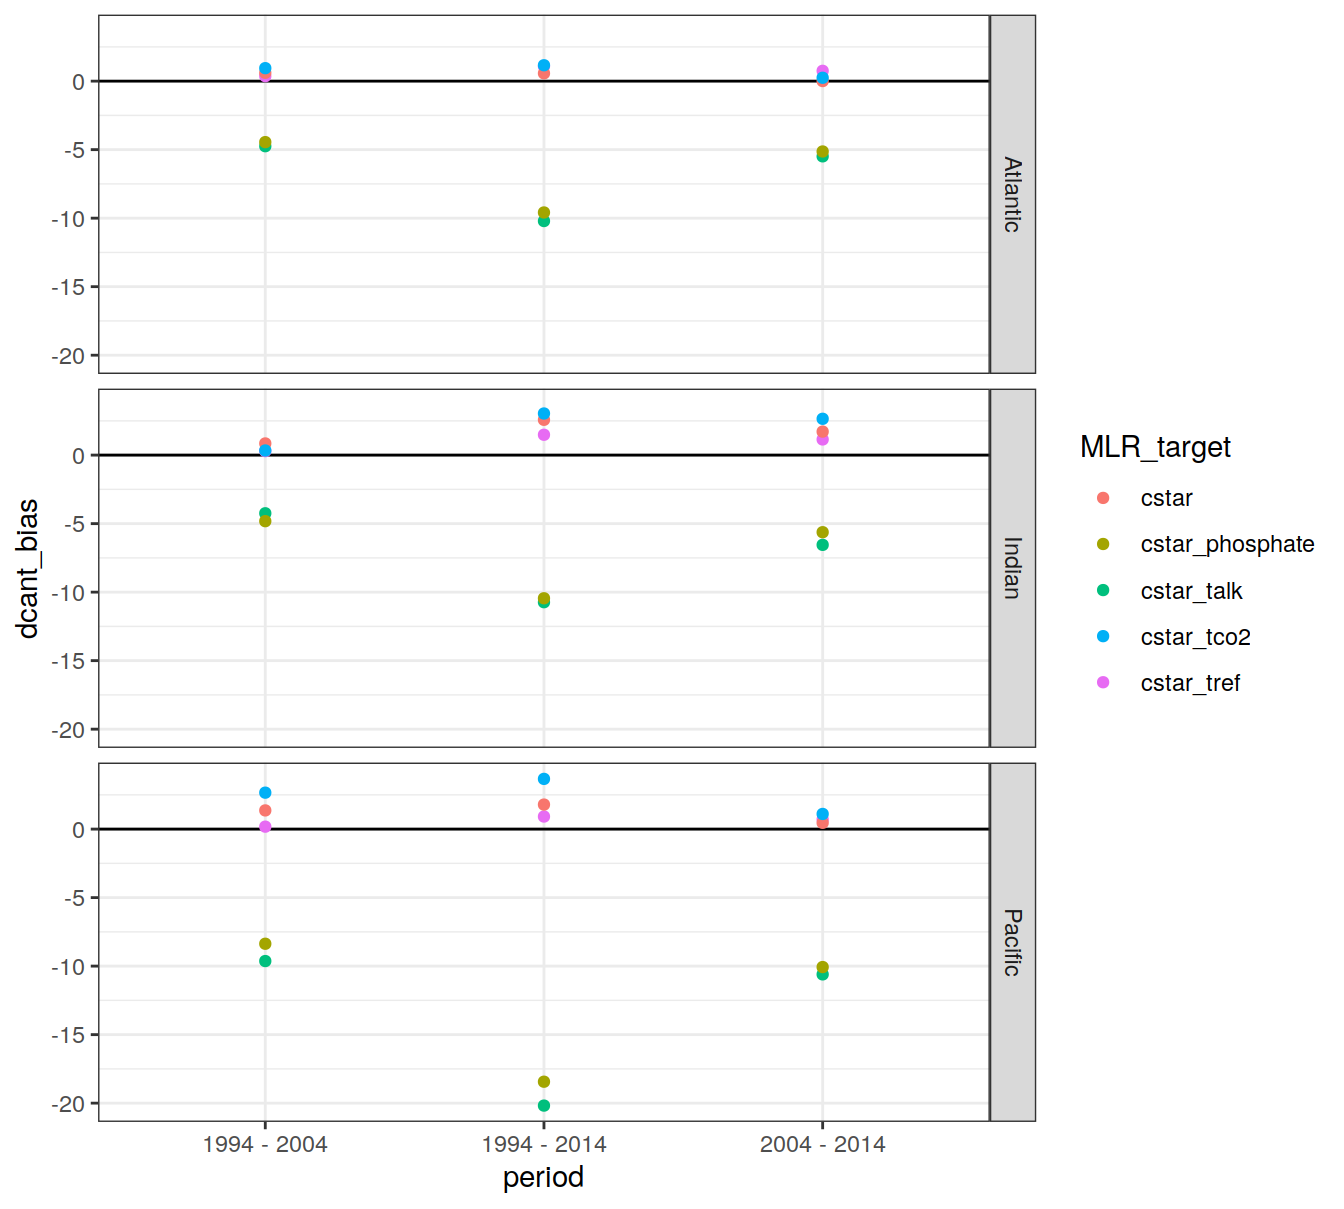 0
-5
-10
-15
-20
Atlantic
0
-5
-10
-15
-20
Indian
0
-5
-10
-15
-20
Pacific
dcant_bias
1994 - 2004
1994 - 2014
2004 - 2014
period
MLR_target
cstar
cstar_phosphate
cstar_talk
cstar_tco2
cstar_tref